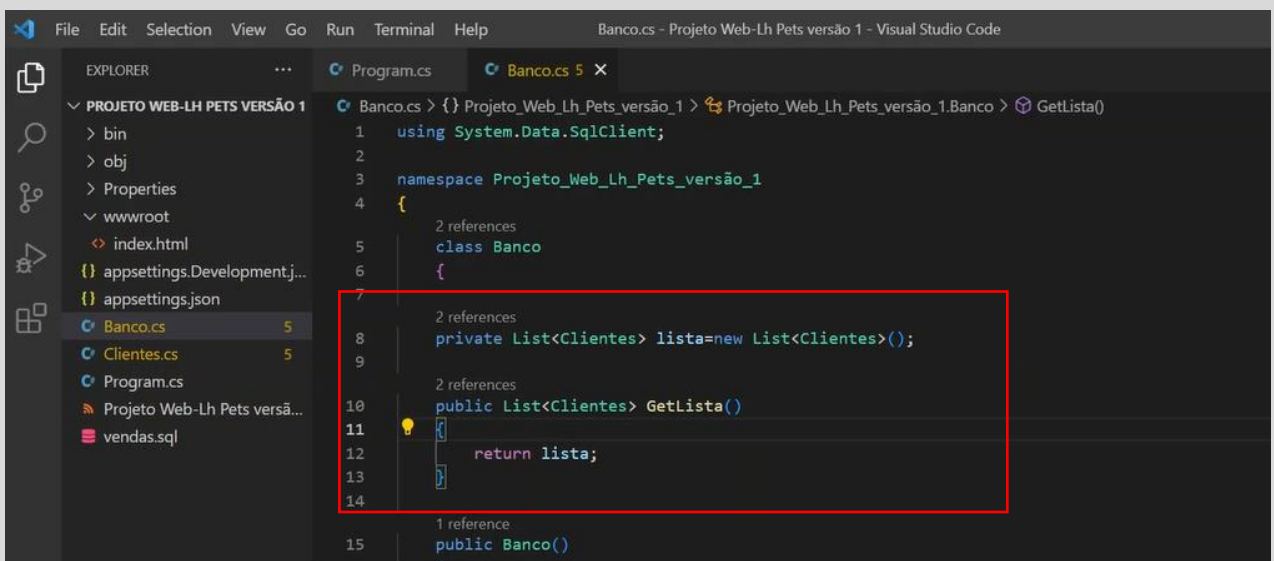 File Edit Selection View Go Run Terminal Help Banco.cs - Projeto Web-Lh Pets versão 1 - Visual Studio Code
EXPLORER ...
PROJETO WEB-LH PETS VERSÃO 1
bin
obj
Properties
wwwroot
index.html
appsettings.Development.j...
appsettings.json
Banco.cs 5
Clientes.cs 5
Program.cs
Projeto Web-Lh Pets versã...
vendas.sql
Program.cs Banco.cs 5
Banco.cs > {} Projeto_Web_Lh_Pets_versão_1 > Projeto_Web_Lh_Pets_versão_1.Banco > GetLista()
1 using System.Data.SqlClient;
2
3 namespace Projeto_Web_Lh_Pets_versão_1
4 {
2 references
5 class Banco
6 {
7
2 references
8 private List<Clientes> lista=new List<Clientes>();
9
2 references
10 public List<Clientes> GetLista()
11 {
12 return lista;
13 }
14
1 reference
15 public Banco()